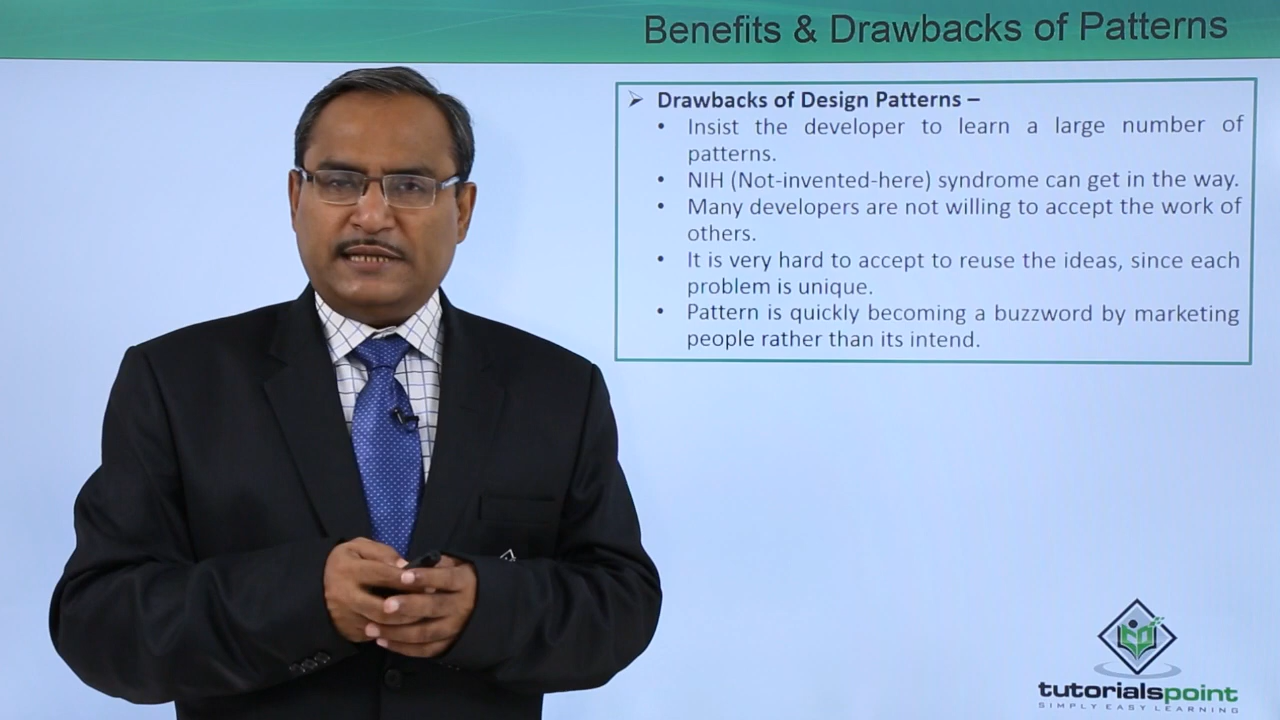 Benefits & Drawbacks of Patterns
➢ Drawbacks of Design Patterns –
• Insist the developer to learn a large number of
patterns.
• NIH (Not-invented-here) syndrome can get in the way.
• Many developers are not willing to accept the work of
others.
• It is very hard to accept to reuse the ideas, since each
problem is unique.
• Pattern is quickly becoming a buzzword by marketing
people rather than its intend.
tutorialspoint
SIMPLY EASY LEARNING